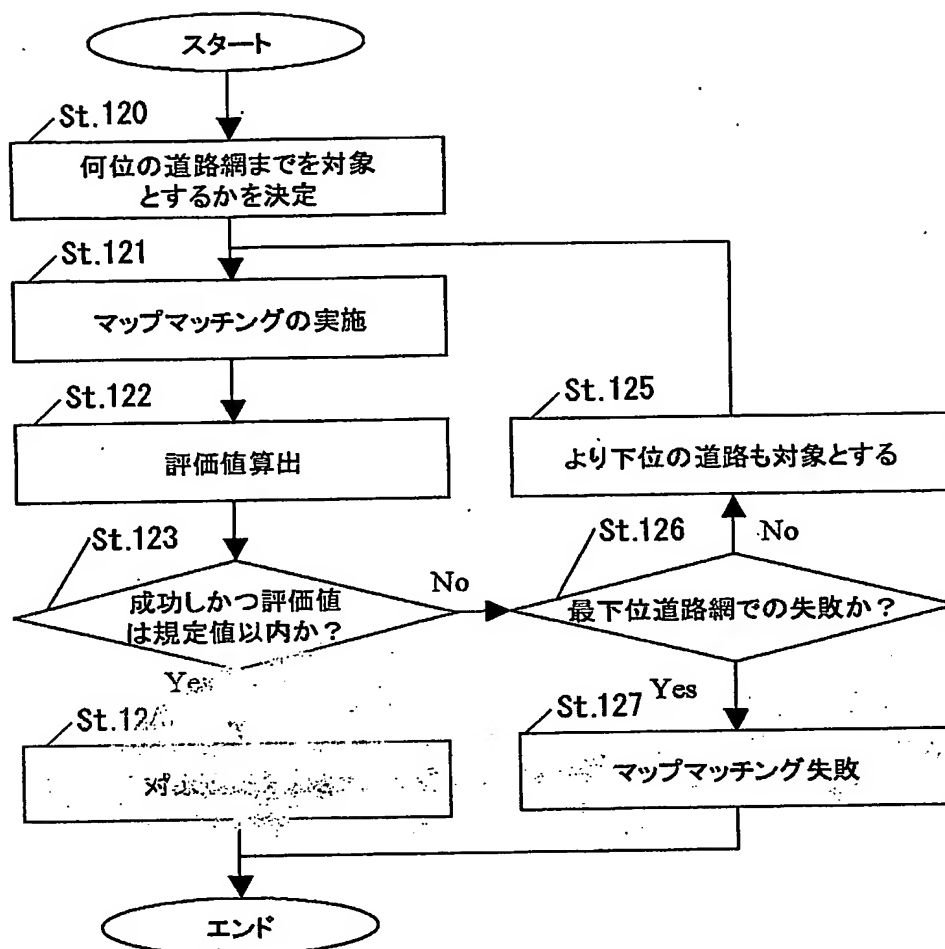 スタート
St.120
何位の道路網までを対象
とするかを決定
St.121
マップマッチングの実施
St.122
評価値算出
St.125
より下位の道路も対象とする
St.123
成功しかつ評価値
は規定値以内か?
No
St.126
最下位道路網での失敗か?
No
Yes
Yes
St.127
マップマッチング失敗
エンド